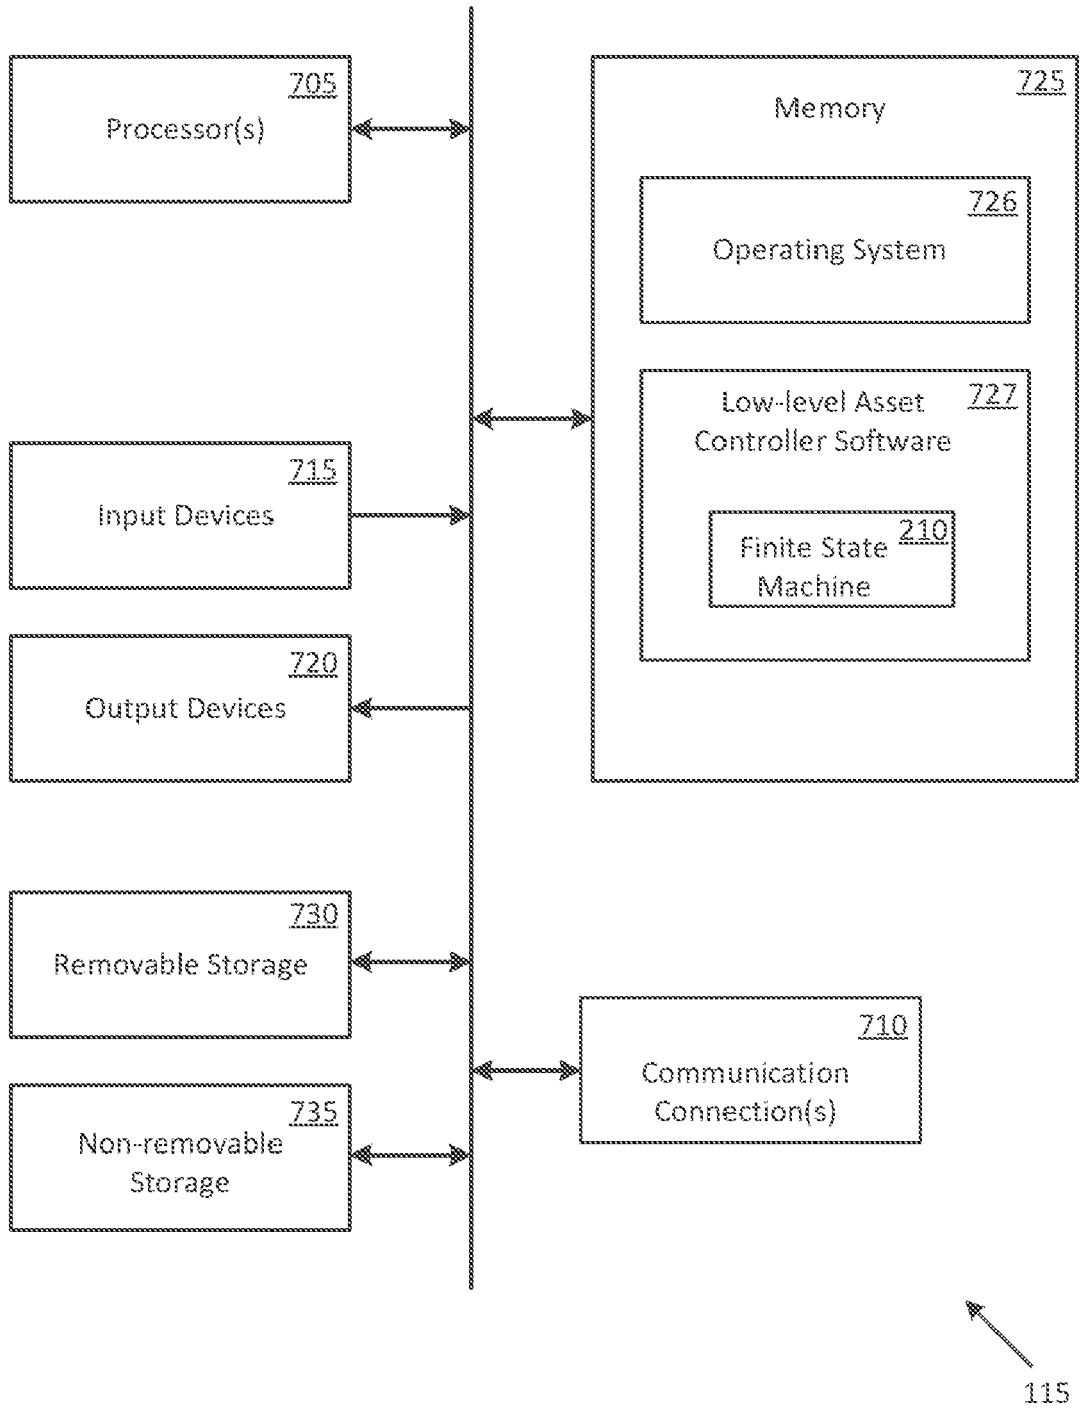 705
Processor(s)
725
Memory
726
Operating System
727
Low-level Asset
Controller Software
210
Finite State
Machine
715
Input Devices
720
Output Devices
730
Removable Storage
710
Communication
Connection(s)
735
Non-removable
Storage
115